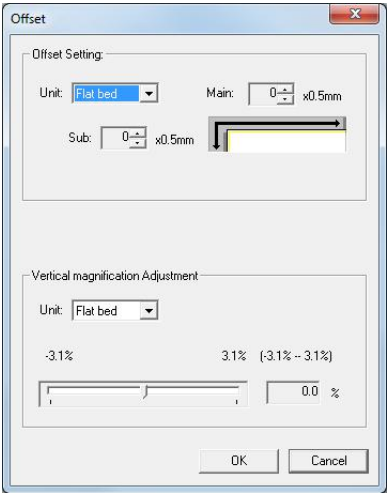 Offset
Offset Setting:
Unit: Flat bed Main: 0 x0.5mm
Sub: 0 x0.5mm
Vertical magnification Adjustment
Unit: Flat bed
-3.1% 3.1% (-3.1% -- 3.1%)
0.0 %
OK Cancel